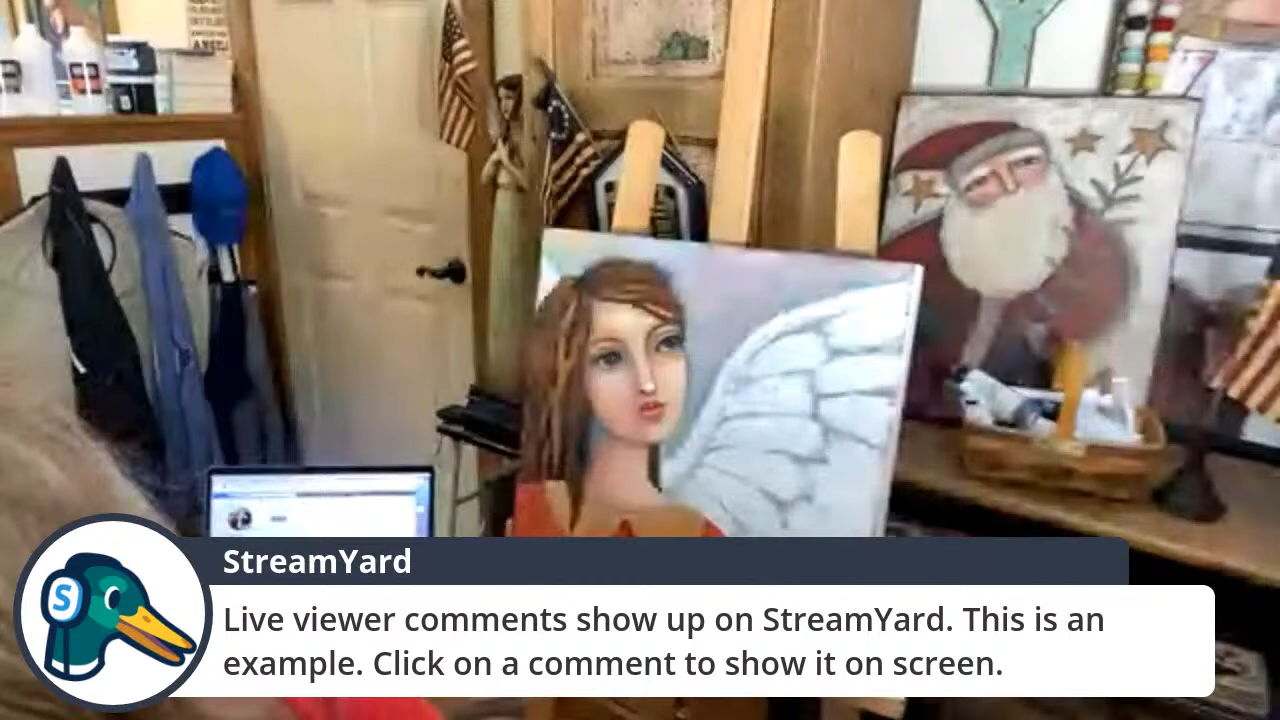 StreamYard
S
Live viewer comments show up on StreamYard. This is an
example. Click on a comment to show it on screen.